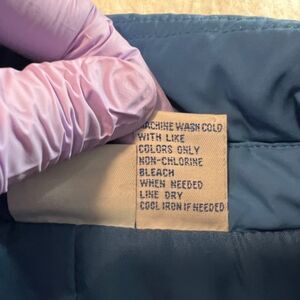 MACHINE WASH COLD
WITH LIKE
COLORS ONLY
NON-CHLORINE
BLEACH
WHEN NEEDED
LINE DRY
COOL IRON IF NEEDED